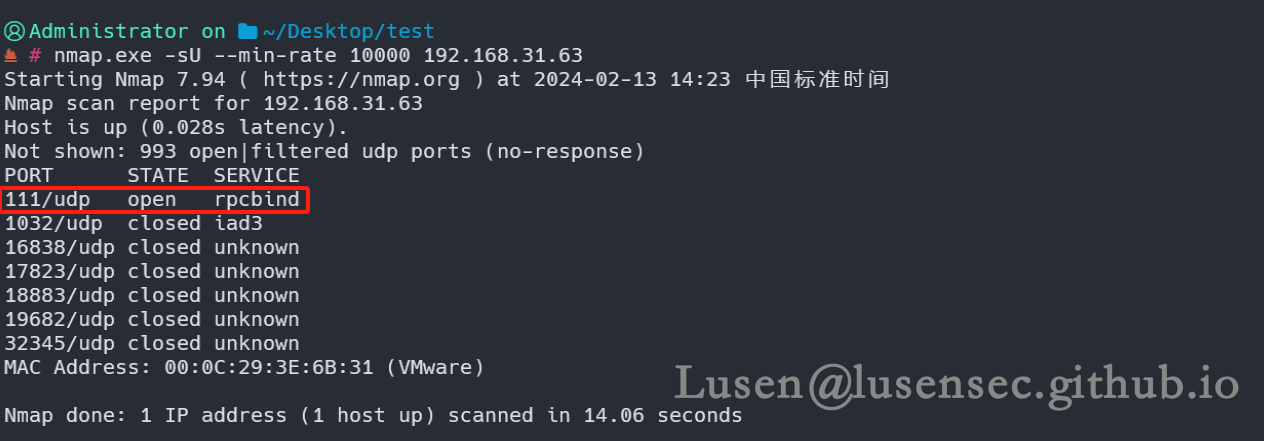 Administrator on ~/Desktop/test
# nmap.exe -sU --min-rate 10000 192.168.31.63
Starting Nmap 7.94 ( https://nmap.org ) at 2024-02-13 14:23 中国标准时间
Nmap scan report for 192.168.31.63
Host is up (0.028s latency).
Not shown: 993 open|filtered udp ports (no-response)
PORT STATE SERVICE
111/udp open rpcbind
1032/udp closed iad3
16838/udp closed unknown
17823/udp closed unknown
18883/udp closed unknown
19682/udp closed unknown
32345/udp closed unknown
MAC Address: 00:0C:29:3E:6B:31 (VMware)
Lusen@lusensec.github.io
Nmap done: 1 IP address (1 host up) scanned in 14.06 seconds